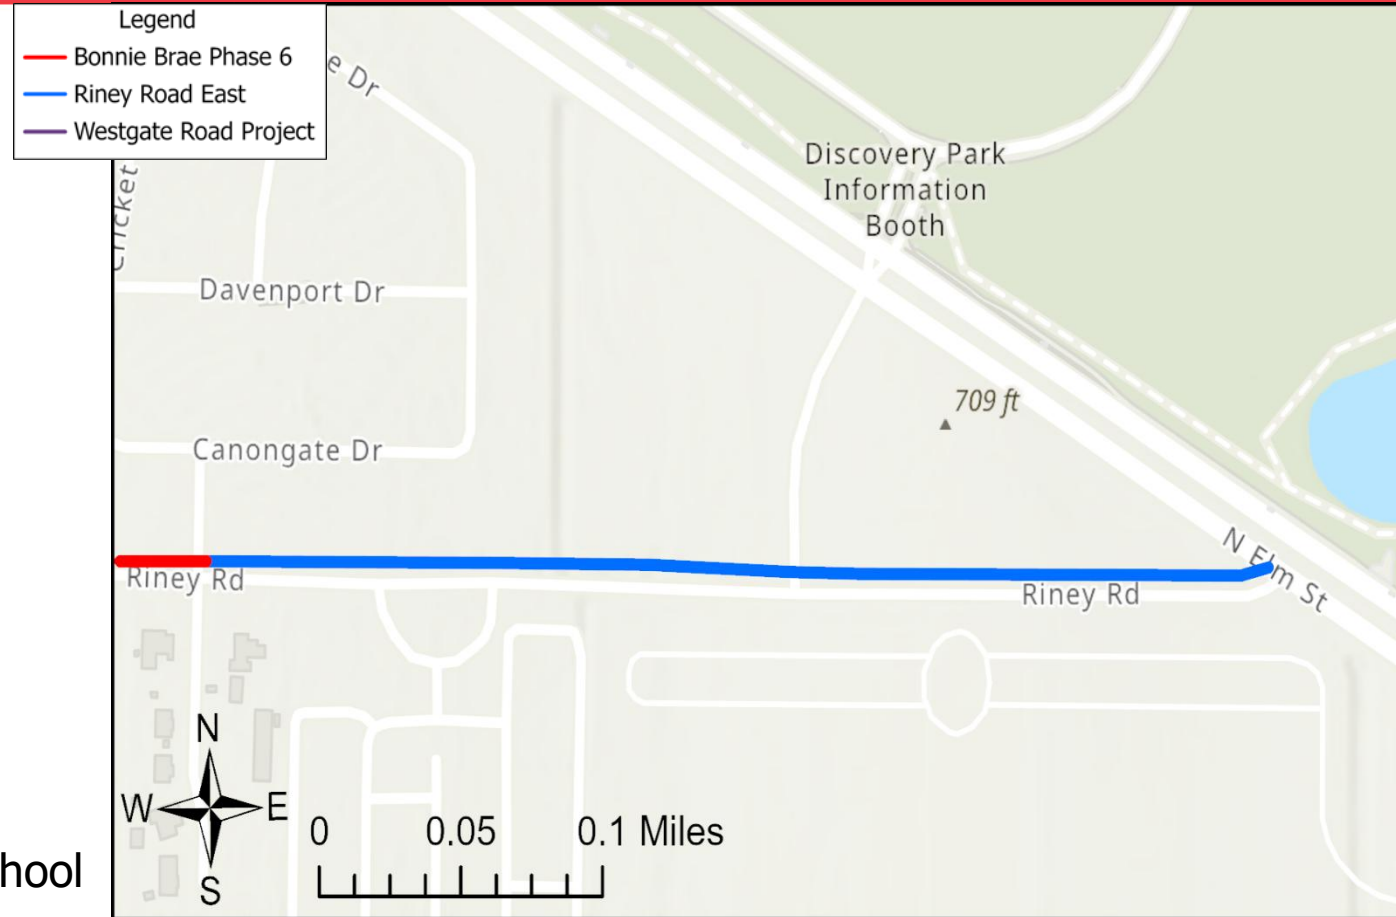 Legend
Bonnie Brae Phase 6
Riney Road East
Westgate Road Project
e Dr
Cricket
Discovery Park
Information
Booth
Davenport Dr
709 ft
Canongate Dr
N Elm St
Riney Rd
Riney Rd
N
W
E
S
0
0.05
0.1 Miles
hool